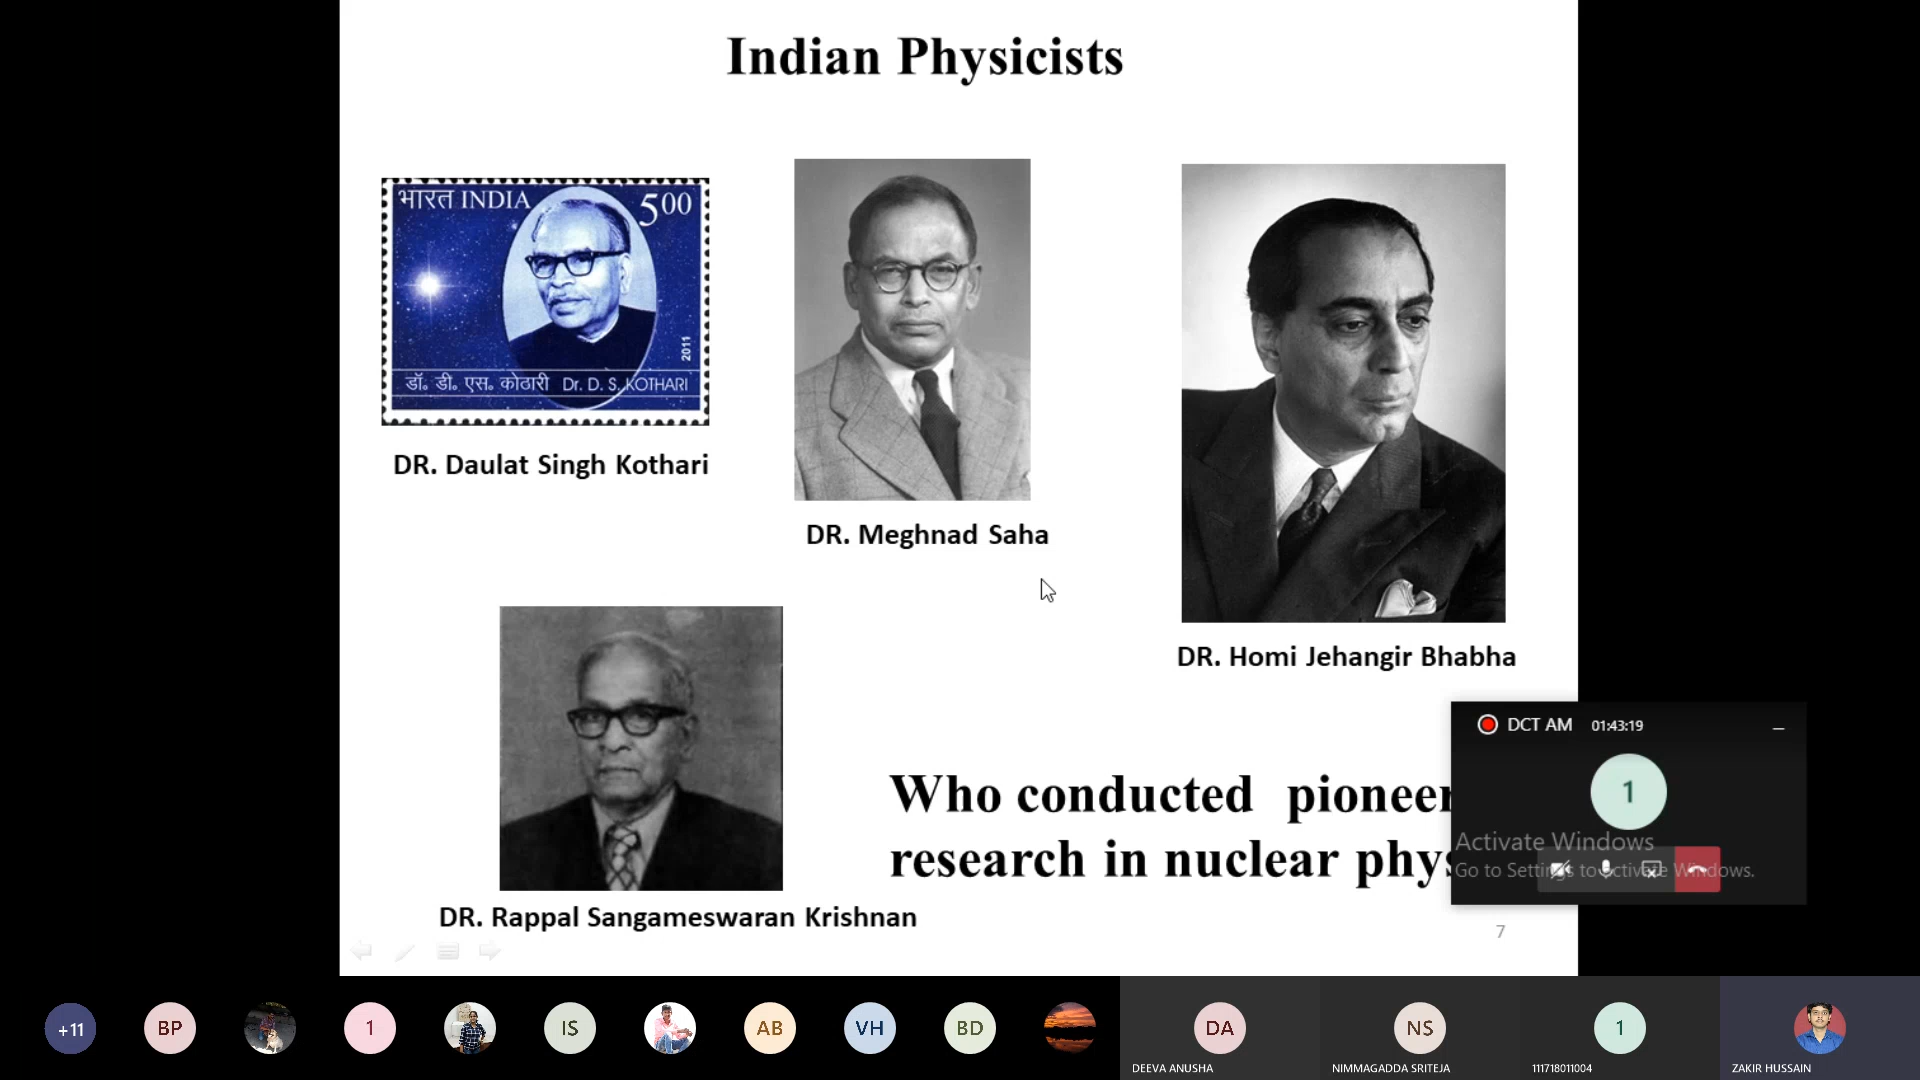 Indian Physicists
भारत INDIA
500
2011
डॉ. डी. एस. कोठारी Dr. D. S. KOTHARI
DR. Daulat Singh Kothari
DR. Meghnad Saha
DR. Homi Jehangir Bhabha
DR. Rappal Sangameswaran Krishnan
Who conducted pioneer
research in nuclear phys
7
DCT AM 01:43:19
1
Activate Windows
Go to Settings to activate Windows.
+11
BP
1
IS
AB
VH
BD
DA
NS
1
DEEVA ANUSHA
NIMMAGADDA SRITEJA
111718011004
ZAKIR HUSSAIN